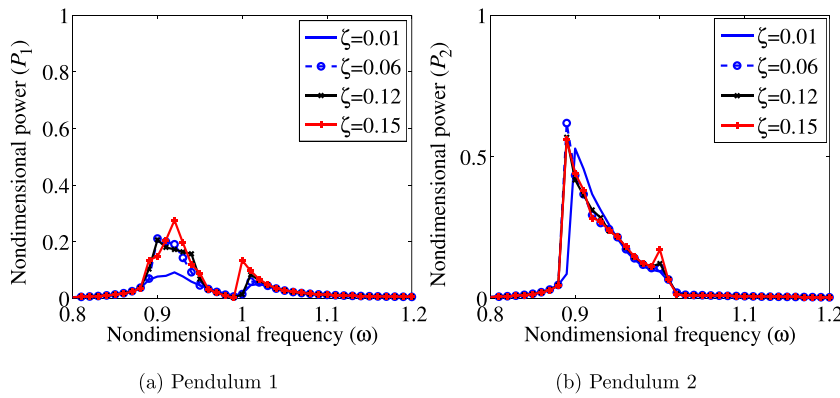 1
0.8
0.6
0.4
0.2
0
0.8
0.9
1
1.1
1.2
Nondimensional power (P1)
Nondimensional frequency (ω)
ζ=0.01
ζ=0.06
ζ=0.12
ζ=0.15
(a) Pendulum 1
1
0.5
0
0.8
0.9
1
1.1
1.2
Nondimensional power (P2)
Nondimensional frequency (ω)
ζ=0.01
ζ=0.06
ζ=0.12
ζ=0.15
(b) Pendulum 2